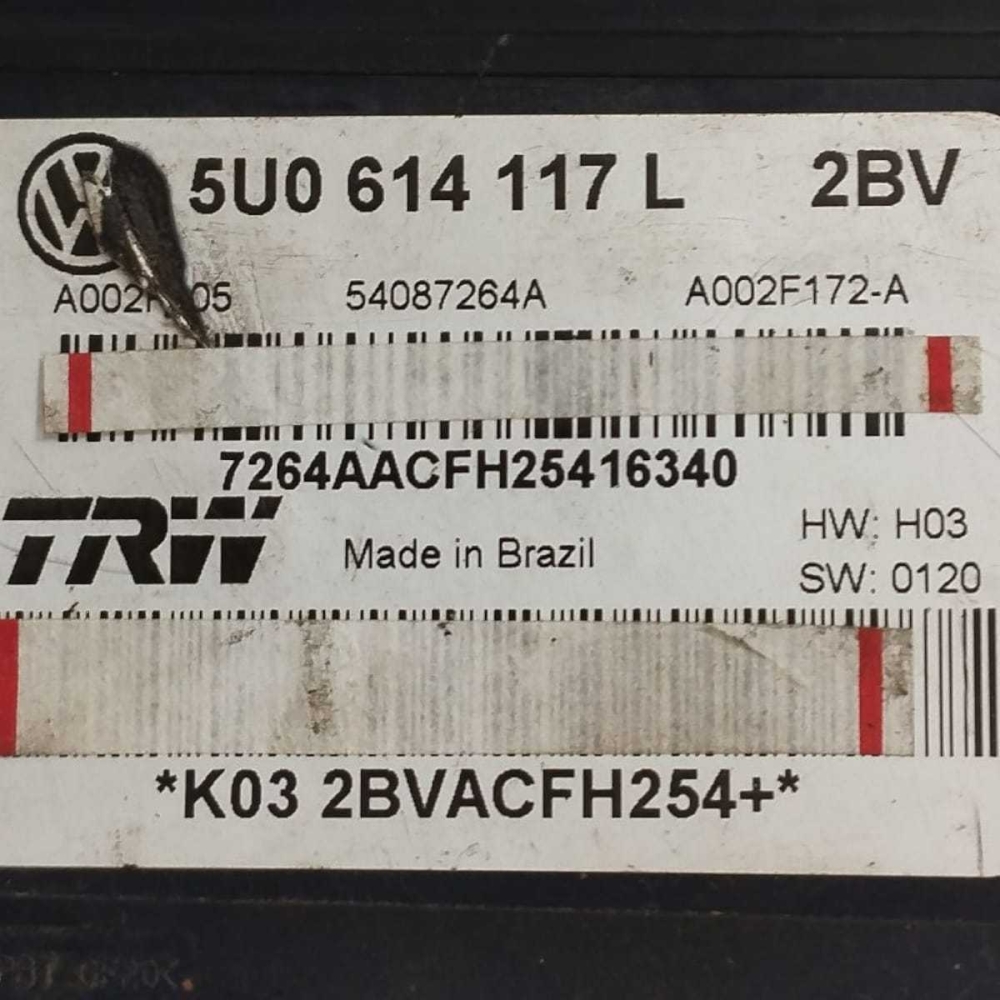 5U0 614 117 L 2BV
54087264A A002F172-A
7264AACFH25416340
TRW Made in Brazil HW: H03
SW: 0120
*K03 2BVACFH254+*